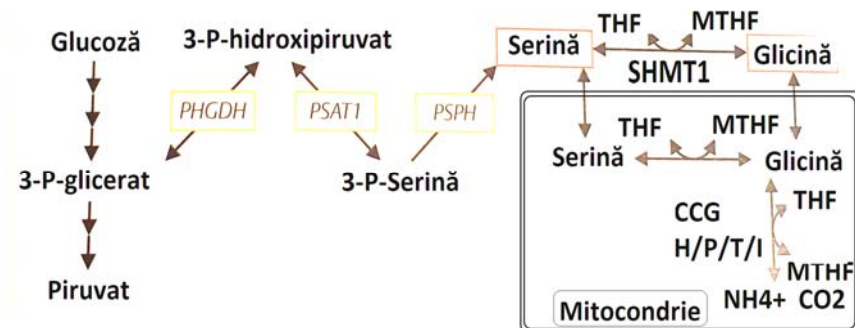 Glucoză
3-P-hidroxipiruvat
THF
MTHF
Serină
Glicină
SHMT1
PHGDH
PSAT1
PSPH
THF
MTHF
3-P-glicerat
3-P-Serină
Serină
Glicină
CCG
THF
H/P/T/I
MTHF
Piruvat
Mitocondrie
NH4+ CO2